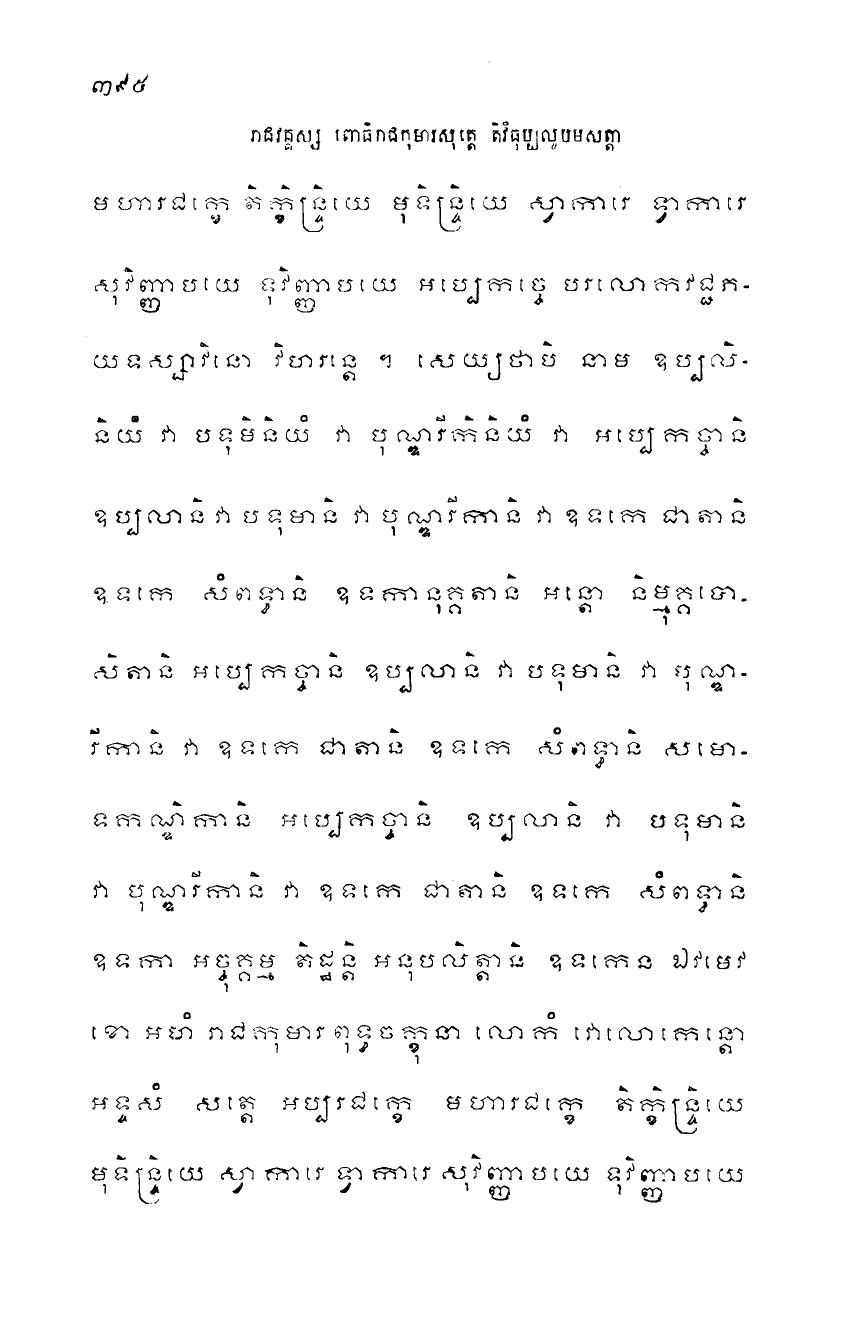 ៣៩៥
រាជវគ្គស្ស ពោធិរាជកុមារសុត្តេ តិវិធុប្បលូបមសត្តា
មហារជក្ខេ តិក្ខិន្ទ្រិយេ មុទិន្ទ្រិយេ ស្វាការេ ទ្វាការេ
សុវិញ្ញាបយេ ទុវិញ្ញាបយេ អប្បេកច្ចេ បរលោកវជ្ជភ-
យទស្សាវិនោ វិហរន្តេ ។ សេយ្យថាបិ នាម ឧប្បលិ-
និយំ វា បទុមិនិយំ វា បុណ្ឌរីកិនិយំ វា អប្បេកច្ចានិ
ឧប្បលានិ វា បទុមានិ វា បុណ្ឌរីកានិ វា ឧទកេ ជាតានិ
ឧទកេ សំពទ្ធានិ ឧទកានុគ្គតានិ អន្តោ និម្មុគ្គបោ-
សិតានិ អប្បេកច្ចានិ ឧប្បលានិ វា បទុមានិ វា បុណ្ឌ-
រីកានិ វា ឧទកេ ជាតានិ ឧទកេ សំពទ្ធានិ សមោ-
ទកណ្ឋិតានិ អប្បេកច្ចានិ ឧប្បលានិ វា បទុមានិ
វា បុណ្ឌរីកានិ វា ឧទកេ ជាតានិ ឧទកេ សំពទ្ធានិ
ឧទកា អច្ចុគ្គម្ម តិដ្ឋន្តិ អនុបលិត្តានិ ឧទកេន ឯវមេវ
ខោ អហំ រាជកុមារ ពុទ្ធចក្ខុនា លោកំ វោលោកេន្តោ
អទ្ទសំ សត្តេ អប្បរជក្ខេ មហារជក្ខេ តិក្ខិន្ទ្រិយេ
មុទិន្ទ្រិយេ ស្វាការេ ទ្វាការេ សុវិញ្ញាបយេ ទុវិញ្ញាបយេ